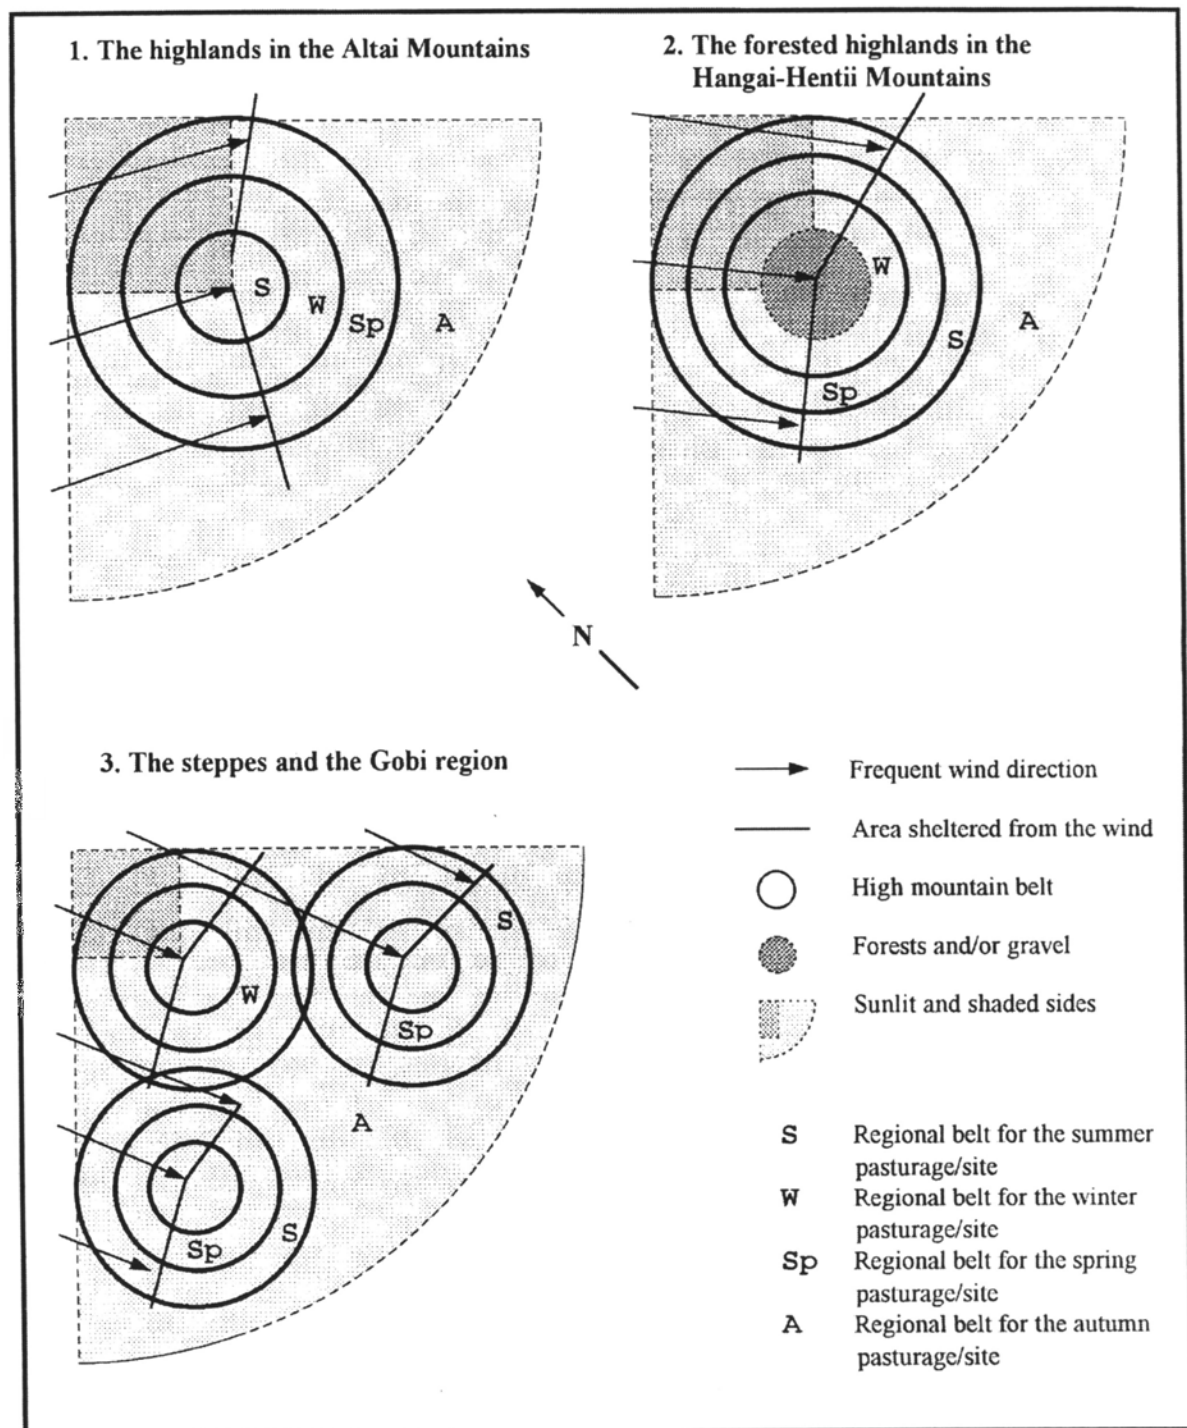 1. The highlands in the Altai Mountains
2. The forested highlands in the
Hangai-Hentii Mountains
S
W
Sp
A
W
A
S
Sp
N
3. The steppes and the Gobi region
S
W
Sp
A
S
Sp
Frequent wind direction
Area sheltered from the wind
High mountain belt
Forests and/or gravel
Sunlit and shaded sides
S Regional belt for the summer
pasturage/site
W Regional belt for the winter
pasturage/site
Sp Regional belt for the spring
pasturage/site
A Regional belt for the autumn
pasturage/site